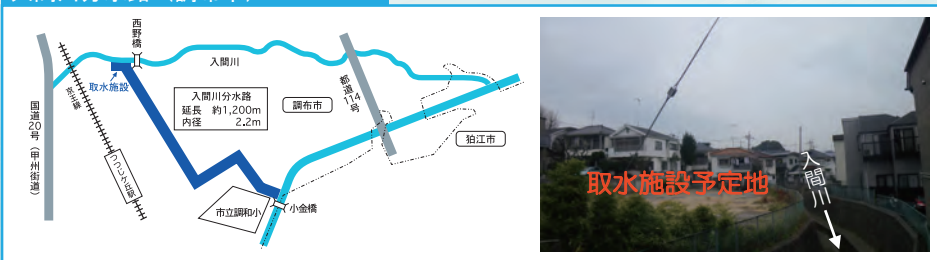 西野橋
入間川
取水施設
京王線
国道20号（甲州街道）
つつじケ丘駅
入間川分水路
延長 約1,200m
内径 2.2m
調布市
都道114号
狛江市
市立調和小
小金橋
取水施設予定地
入間川